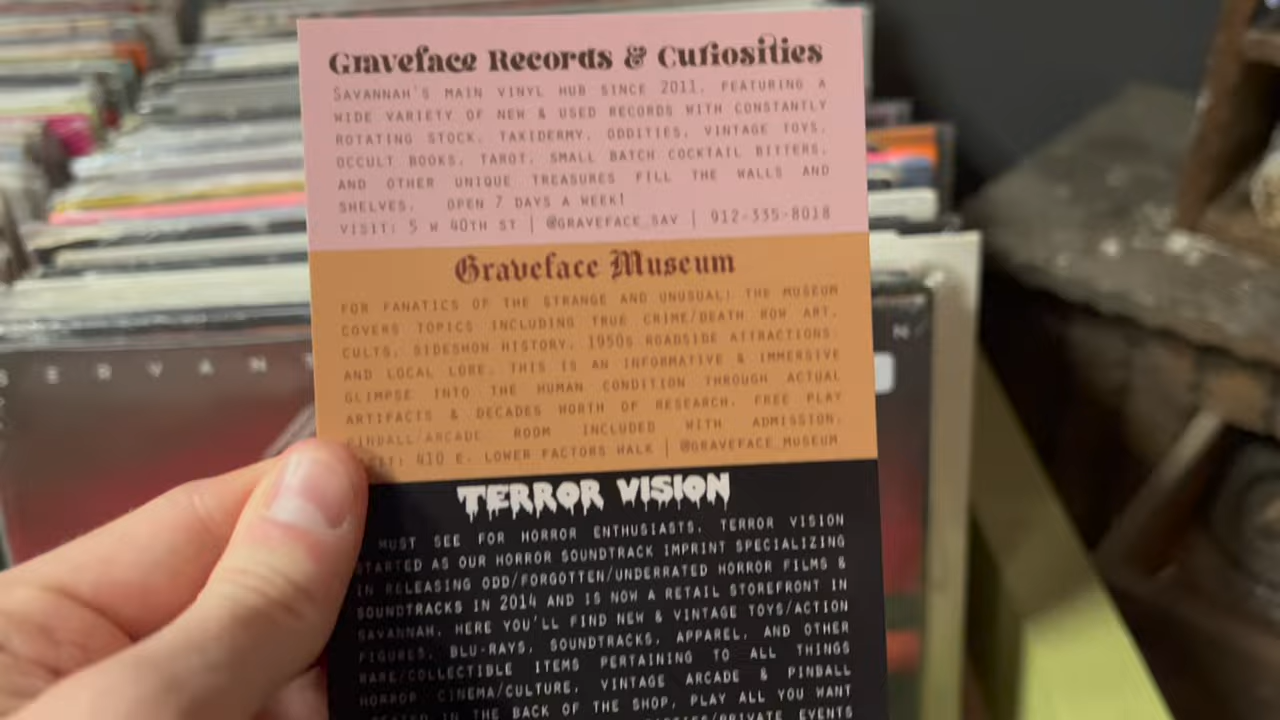 Graveface Records & Curiosities
SAVANNAH'S MAIN VINYL HUB SINCE 2011. FEATURING A
WIDE VARIETY OF NEW & USED RECORDS WITH CONSTANTLY
ROTATING STOCK. TAXIDERMY, ODDITIES, VINTAGE TOYS,
OCCULT BOOKS, TAROT, SMALL BATCH COCKTAIL BITTERS,
AND OTHER UNIQUE TREASURES FILL THE WALLS AND
SHELVES. OPEN 7 DAYS A WEEK!
VISIT: 5 W 40TH ST | @GRAVEFACE_SAV | 912-335-8018
Graveface Museum
FOR FANATICS OF THE STRANGE AND UNUSUAL! THE MUSEUM
COVERS TOPICS INCLUDING TRUE CRIME/DEATH ROW ART,
CULTS, SIDESHOW HISTORY, 1950S ROADSIDE ATTRACTIONS,
AND LOCAL LORE. THIS IS AN INFORMATIVE & IMMERSIVE
GLIMPSE INTO THE HUMAN CONDITION THROUGH ACTUAL
ARTIFACTS & DECADES WORTH OF RESEARCH. FREE PLAY
PINBALL/ARCADE ROOM INCLUDED WITH ADMISSION.
410 E. LOWER FACTORS WALK | @GRAVEFACE_MUSEUM
TERROR VISION
MUST SEE FOR HORROR ENTHUSIASTS. TERROR VISION
STARTED AS OUR HORROR SOUNDTRACK IMPRINT SPECIALIZING
IN RELEASING ODD/FORGOTTEN/UNDERRATED HORROR FILMS &
SOUNDTRACKS IN 2014 AND IS NOW A RETAIL STOREFRONT IN
SAVANNAH. HERE YOU'LL FIND NEW & VINTAGE TOYS/ACTION
FIGURES, BLU-RAYS, SOUNDTRACKS, APPAREL, AND OTHER
RARE/COLLECTIBLE ITEMS PERTAINING TO ALL THINGS
HORROR CINEMA/CULTURE. VINTAGE ARCADE & PINBALL
IN THE BACK OF THE SHOP, PLAY ALL YOU WANT
EVENTS
SERVANT
N